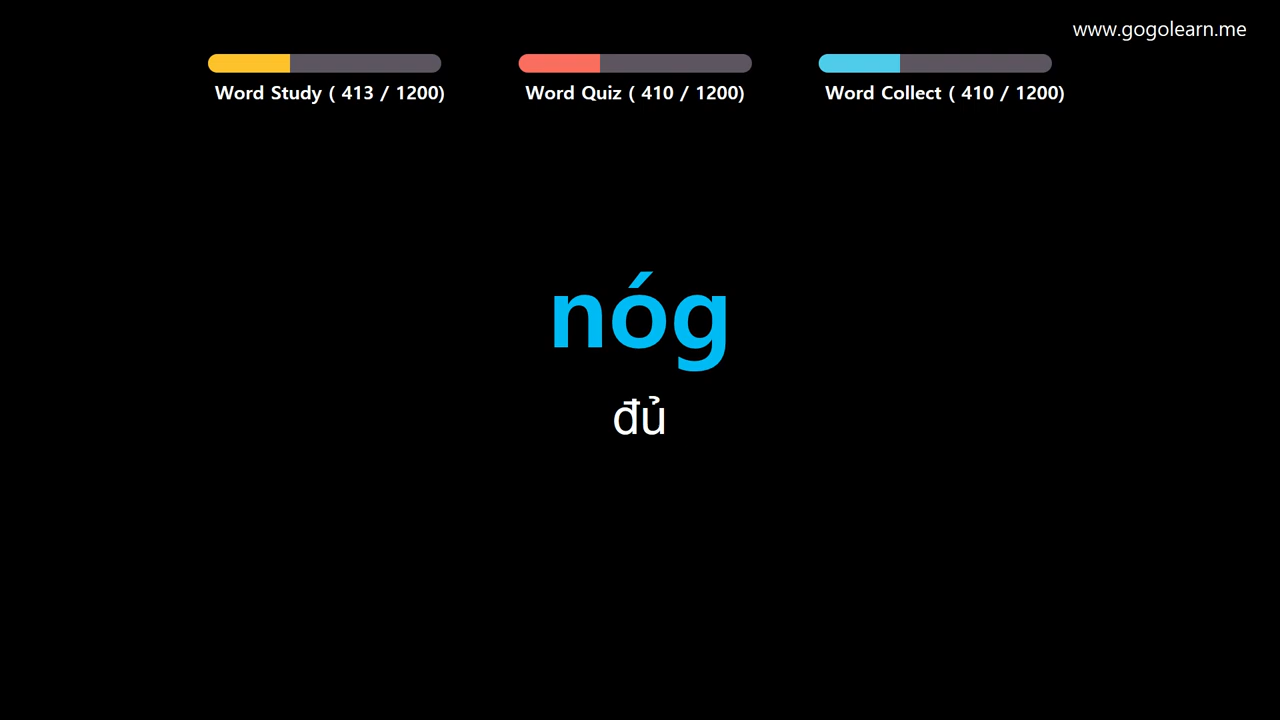 www.gogolearn.me
Word Study ( 413 / 1200)
Word Quiz ( 410 / 1200)
Word Collect ( 410 / 1200)
nóg
đủ